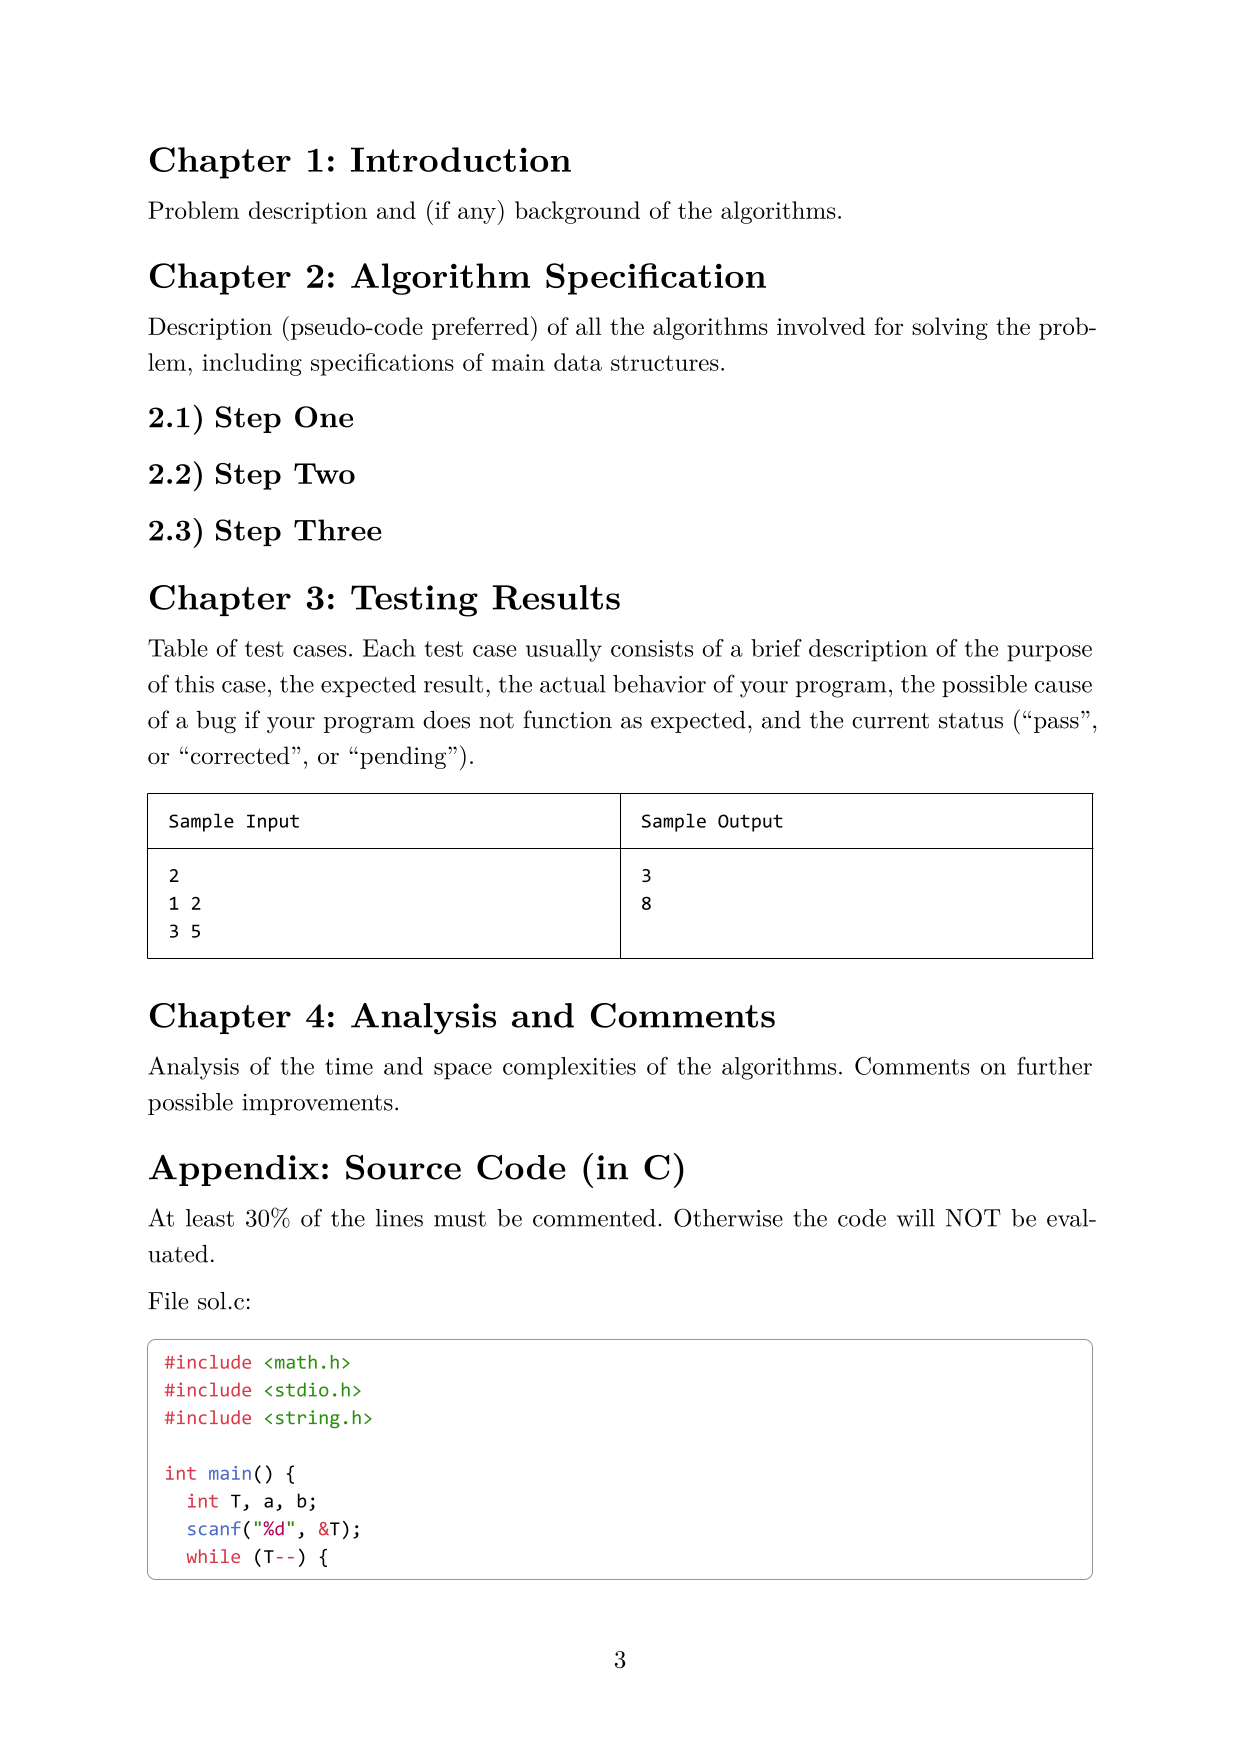 Chapter 1: Introduction
Problem description and (if any) background of the algorithms.
Chapter 2: Algorithm Specification
Description (pseudo-code preferred) of all the algorithms involved for solving the prob-
lem, including specifications of main data structures.
2.1) Step One
2.2) Step Two
2.3) Step Three
Chapter 3: Testing Results
Table of test cases. Each test case usually consists of a brief description of the purpose
of this case, the expected result, the actual behavior of your program, the possible cause
of a bug if your program does not function as expected, and the current status (“pass”,
or “corrected”, or “pending”).
Sample Input
Sample Output
2
1 2
3 5
3
8
Chapter 4: Analysis and Comments
Analysis of the time and space complexities of the algorithms. Comments on further
possible improvements.
Appendix: Source Code (in C)
At least 30% of the lines must be commented. Otherwise the code will NOT be eval-
uated.
File sol.c:
#include <math.h>
#include <stdio.h>
#include <string.h>
int main() {
  int T, a, b;
  scanf("%d", &T);
  while (T--) {
3